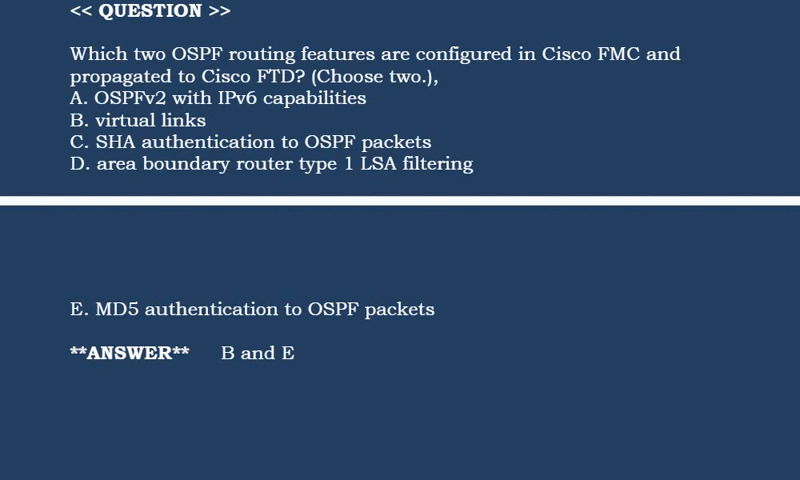 << QUESTION >>
Which two OSPF routing features are configured in Cisco FMC and
propagated to Cisco FTD? (Choose two.),
A. OSPFv2 with IPv6 capabilities
B. virtual links
C. SHA authentication to OSPF packets
D. area boundary router type 1 LSA filtering
E. MD5 authentication to OSPF packets
**ANSWER** B and E